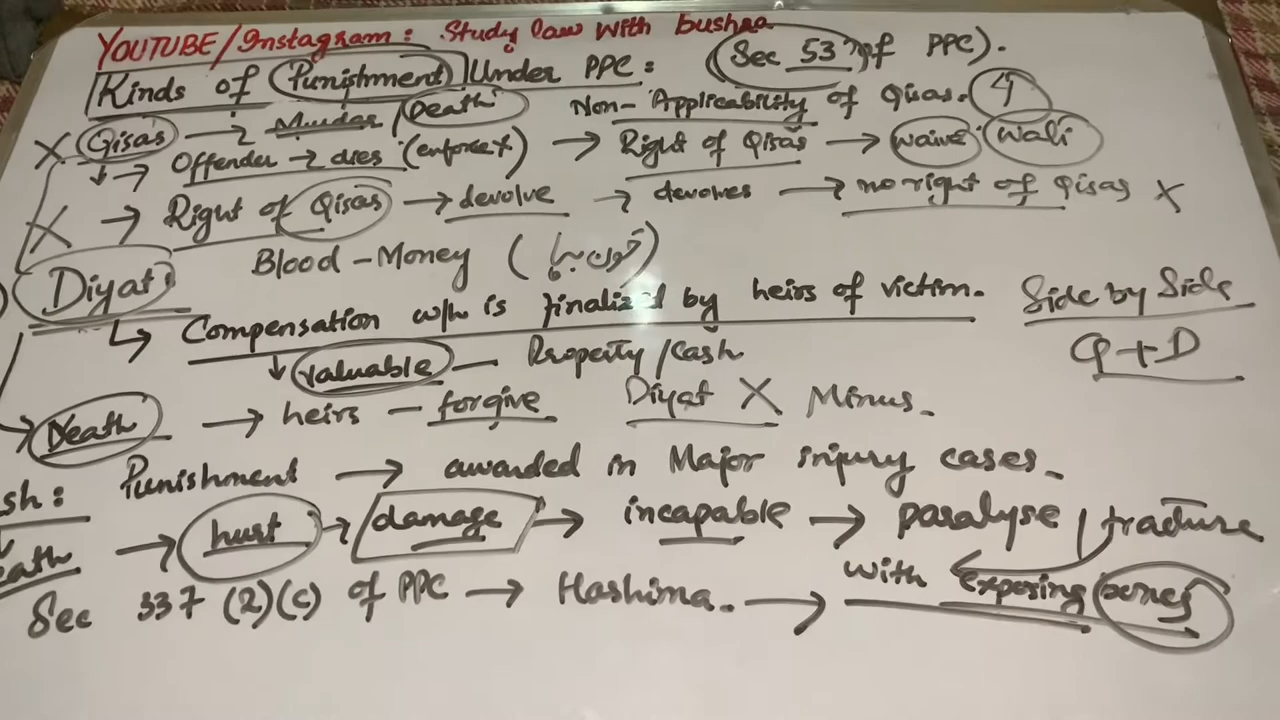 YOUTUBE/Instagram: Study law with bushra
Kinds of Punishment Under PPC: (Sec 53 of PPC).
Qisas → Murder / Death Non-Applicability of Qisas. 4
Offender → dies (enforce x) → Right of Qisas → waive Wali
→ Right of Qisas → devolve → devolves → no right of Qisas X
Diyat: Blood-Money (خون بہا)
Compensation w/h is finalized by heirs of victim. Side by Side
valuable — Property/Cash Q+D
Death → heirs — forgive Diyat X Minus.
sh: Punishment → awarded in Major injury cases.
eath → hurt → damage → incapable → paralyse / fracture
Sec 337 (2)(c) of PPC → Hashima. → with exposing bones